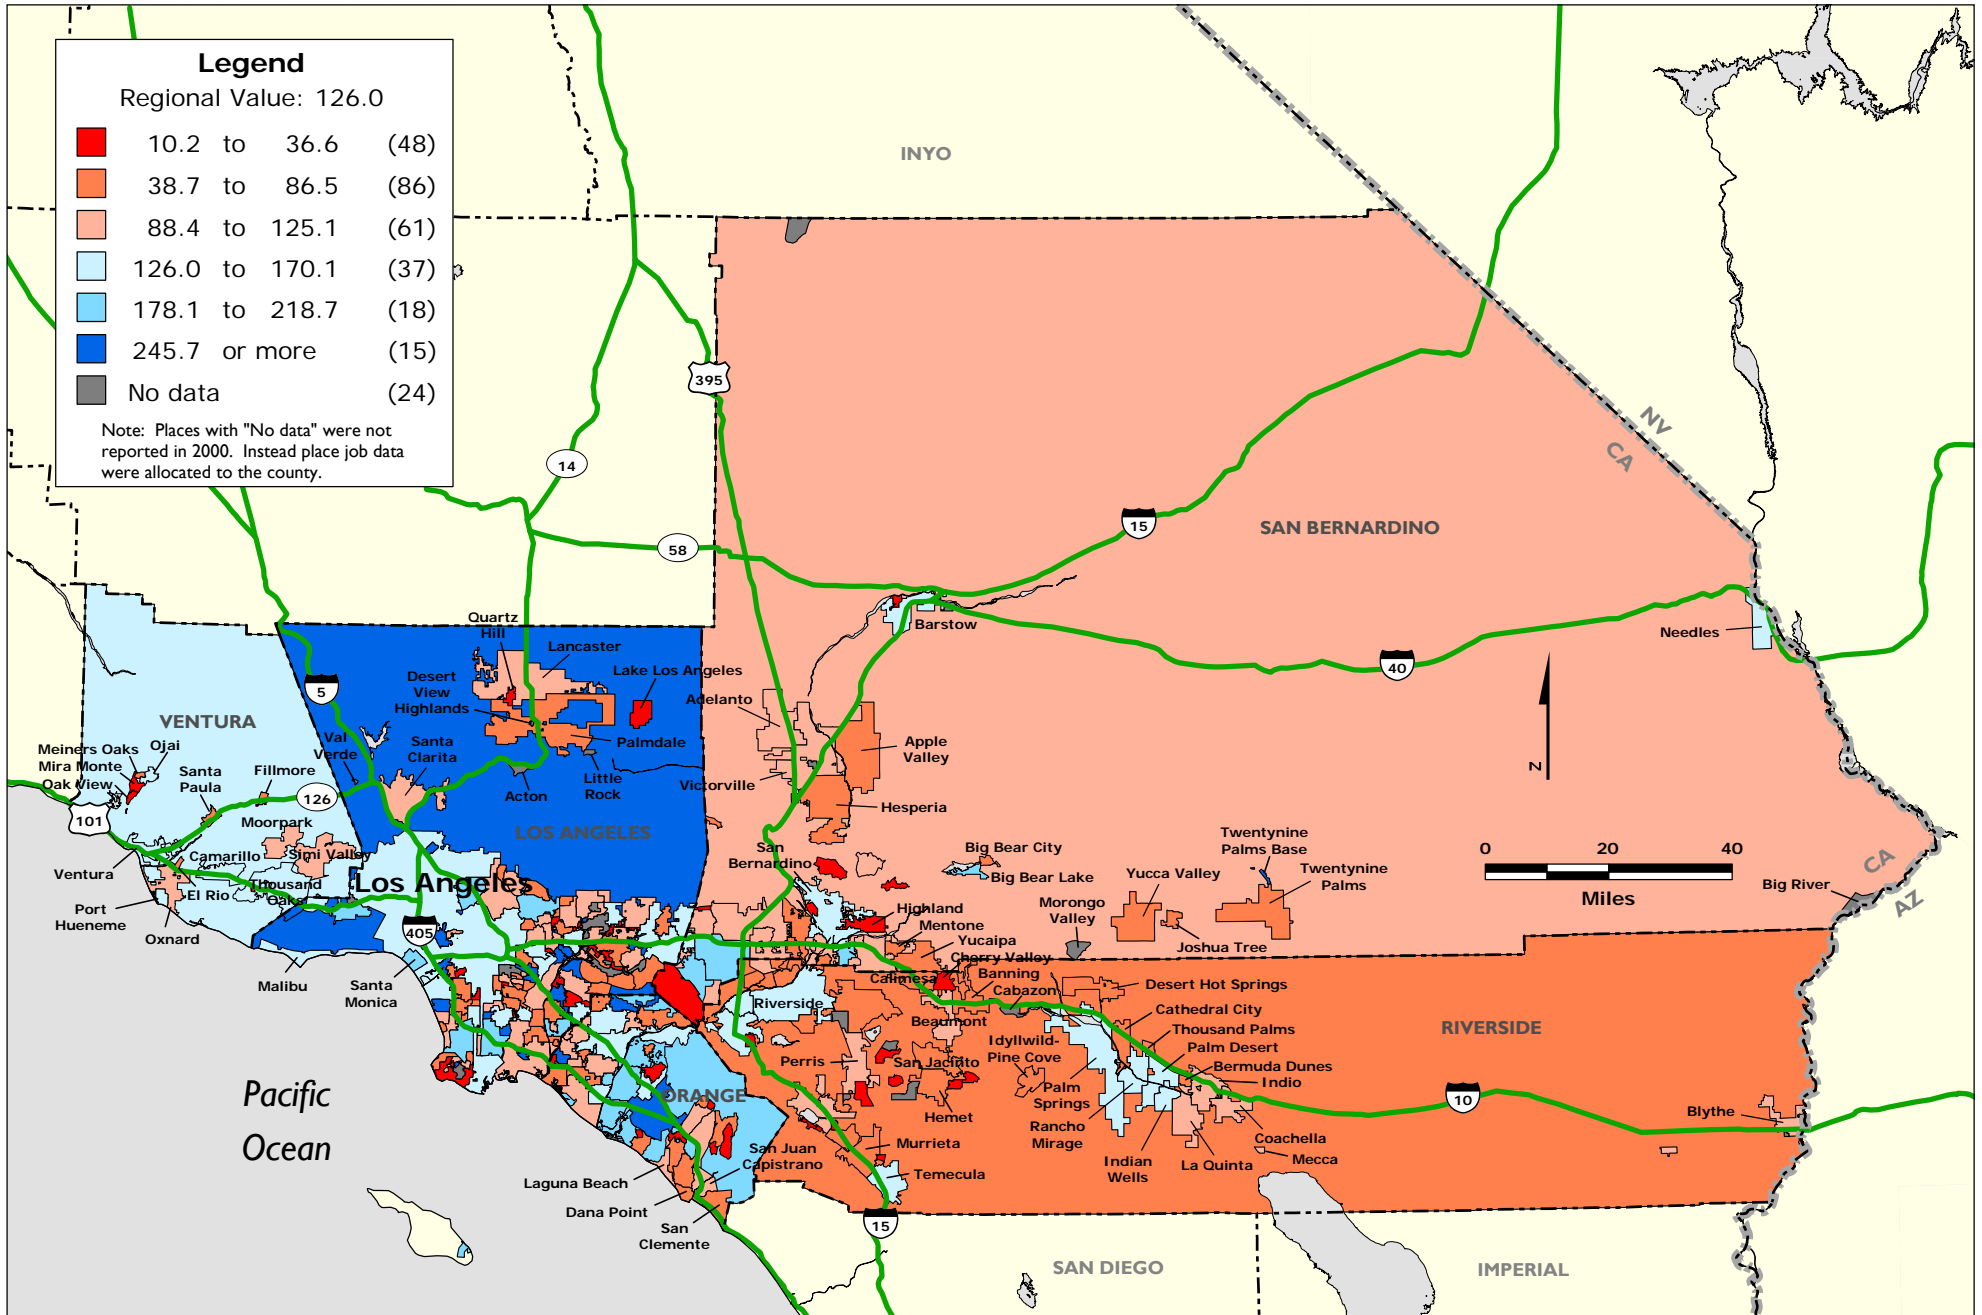 Legend
Regional Value: 126.0
10.2 to 36.6 (48)
38.7 to 86.5 (86)
88.4 to 125.1 (61)
126.0 to 170.1 (37)
178.1 to 218.7 (18)
245.7 or more (15)
No data (24)
Note: Places with "No data" were not
reported in 2000. Instead place job data
were allocated to the county.
INYO
395
14
58
15
NV
CA
SAN BERNARDINO
Barstow
Needles
40
Quartz
Hill
Lancaster
Lake Los Angeles
Desert
View
Highlands
5
VENTURA
Val
Verde
Santa
Clarita
Palmdale
Adelanto
Apple
Valley
Meiners Oaks
Ojai
Mira Monte
Oak View
Santa
Paula
Fillmore
126
101
Acton
Little
Rock
Victorville
Hesperia
N
LOS ANGELES
Moorpark
Camarillo
Simi Valley
Ventura
El Rio
Thousand
Oaks
Los Angeles
Port
Hueneme
Oxnard
405
Malibu
Santa
Monica
San
Bernardino
Big Bear City
Big Bear Lake
Twentynine
Palms Base
Twentynine
Palms
Yucca Valley
Morongo
Valley
Joshua Tree
0 20 40
Miles
Big River
CA
AZ
Highland
Mentone
Yucaipa
Cherry Valley
Calimesa
Banning
Cabazon
Beaumont
Desert Hot Springs
Cathedral City
Thousand Palms
Palm Desert
Bermuda Dunes
Indio
Riverside
RIVERSIDE
Perris
San Jacinto
Idyllwild-
Pine Cove
Palm
Springs
Rancho
Mirage
Hemet
10
Blythe
Coachella
Mecca
La Quinta
Indian
Wells
Murrieta
Temecula
ORANGE
San Juan
Capistrano
Laguna Beach
Dana Point
San
Clemente
15
Pacific
Ocean
SAN DIEGO
IMPERIAL